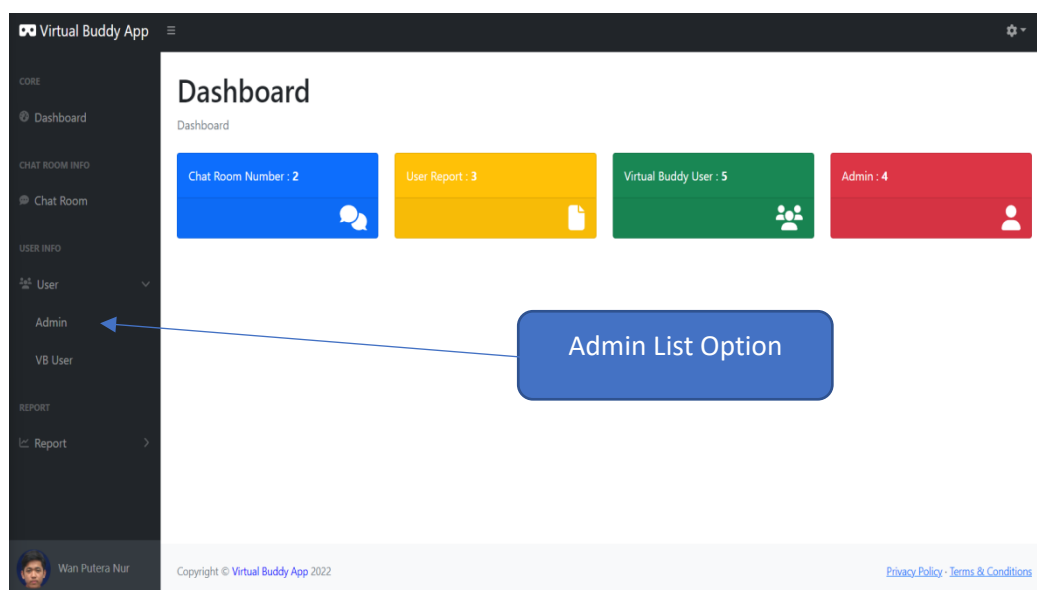 Virtual Buddy App
CORE
Dashboard
CHAT ROOM INFO
Chat Room
USER INFO
User
Admin
VB User
REPORT
Report
Wan Putera Nur
Dashboard
Dashboard
Chat Room Number : 2
User Report : 3
Virtual Buddy User : 5
Admin : 4
Admin List Option
Copyright © Virtual Buddy App 2022
Privacy Policy · Terms & Conditions